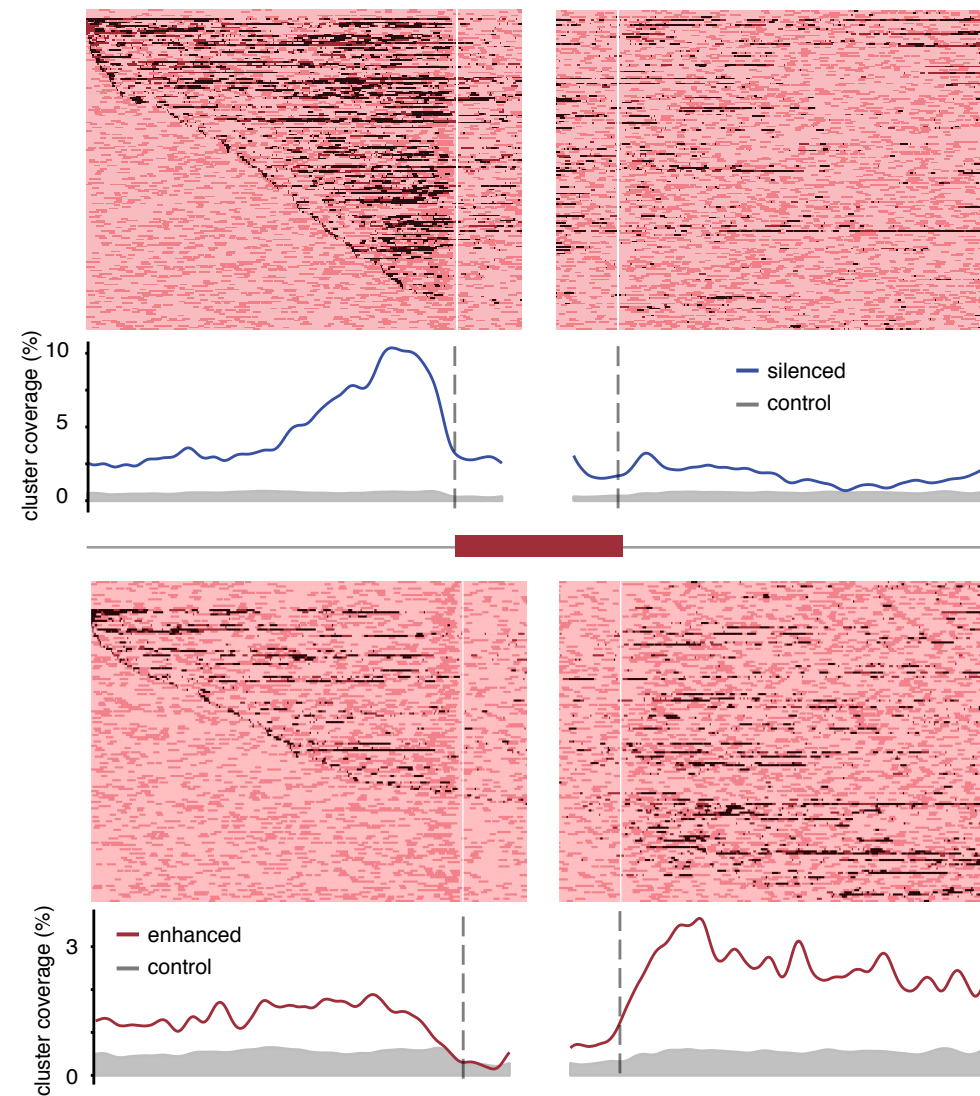 cluster coverage (%)
10
5
0
silenced
control
cluster coverage (%)
3
0
enhanced
control